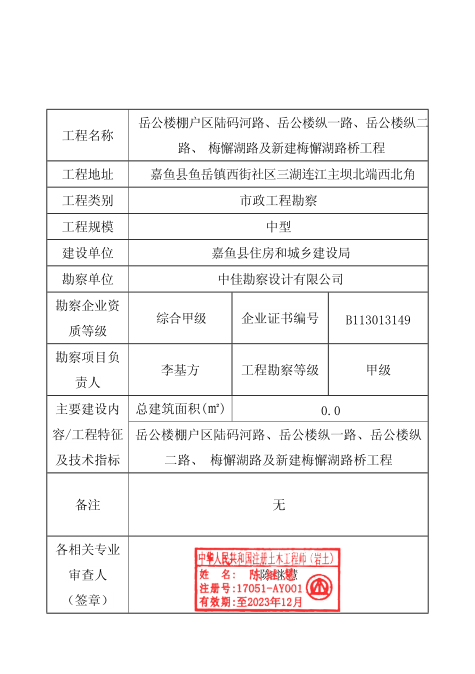 工程名称
岳公楼棚户区陆码河路、岳公楼纵一路、岳公楼纵二
路、 梅懈湖路及新建梅懈湖路桥工程
工程地址
嘉鱼县鱼岳镇西街社区三湖连江主坝北端西北角
工程类别
市政工程勘察
工程规模
中型
建设单位
嘉鱼县住房和城乡建设局
勘察单位
中佳勘察设计有限公司
勘察企业资
质等级
综合甲级
企业证书编号
B113013149
勘察项目负
责人
李基方
工程勘察等级
甲级
主要建设内
容/工程特征
及技术指标
总建筑面积(㎡)
0.0
岳公楼棚户区陆码河路、岳公楼纵一路、岳公楼纵
二路、 梅懈湖路及新建梅懈湖路桥工程
备注
无
各相关专业
审查人
(签章)
中华人民共和国注册土木工程师（岩土）
姓 名:
注册号:17051-AY001
有效期:至2023年12月